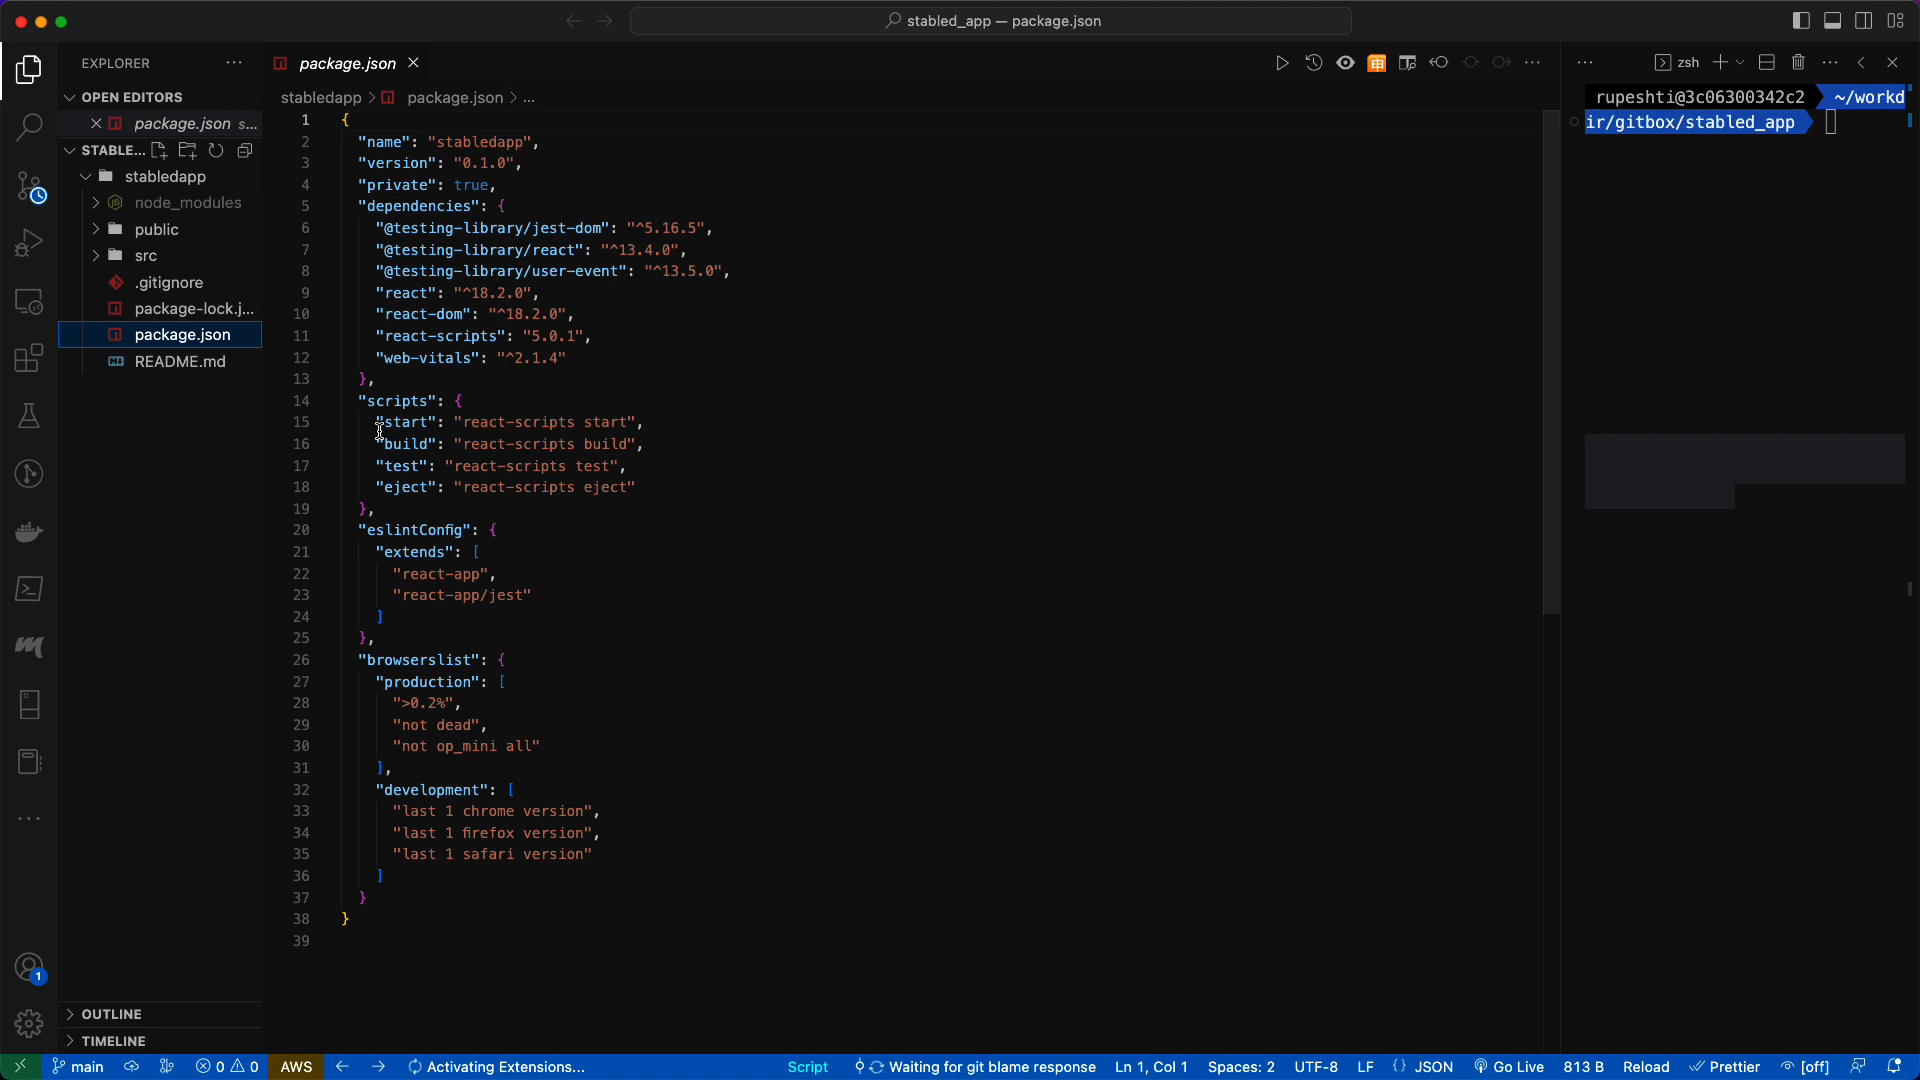 stabled_app — package.json
EXPLORER
OPEN EDITORS
package.json s...
STABLE...
stabledapp
node_modules
public
src
.gitignore
package-lock.j...
package.json
README.md
OUTLINE
TIMELINE
package.json
stabledapp > package.json > ...
1 {
2 "name": "stabledapp",
3 "version": "0.1.0",
4 "private": true,
5 "dependencies": {
6 "@testing-library/jest-dom": "^5.16.5",
7 "@testing-library/react": "^13.4.0",
8 "@testing-library/user-event": "^13.5.0",
9 "react": "^18.2.0",
10 "react-dom": "^18.2.0",
11 "react-scripts": "5.0.1",
12 "web-vitals": "^2.1.4"
13 },
14 "scripts": {
15 "start": "react-scripts start",
16 "build": "react-scripts build",
17 "test": "react-scripts test",
18 "eject": "react-scripts eject"
19 },
20 "eslintConfig": {
21 "extends": [
22 "react-app",
23 "react-app/jest"
24 ]
25 },
26 "browserslist": {
27 "production": [
28 ">0.2%",
29 "not dead",
30 "not op_mini all"
31 ],
32 "development": [
33 "last 1 chrome version",
34 "last 1 firefox version",
35 "last 1 safari version"
36 ]
37 }
38 }
39
zsh
rupeshti@3c06300342c2 ~/workd
ir/gitbox/stabled_app
1
main 0 0 AWS Activating Extensions... Script Waiting for git blame response Ln 1, Col 1 Spaces: 2 UTF-8 LF {} JSON Go Live 813 B Reload Prettier [off]